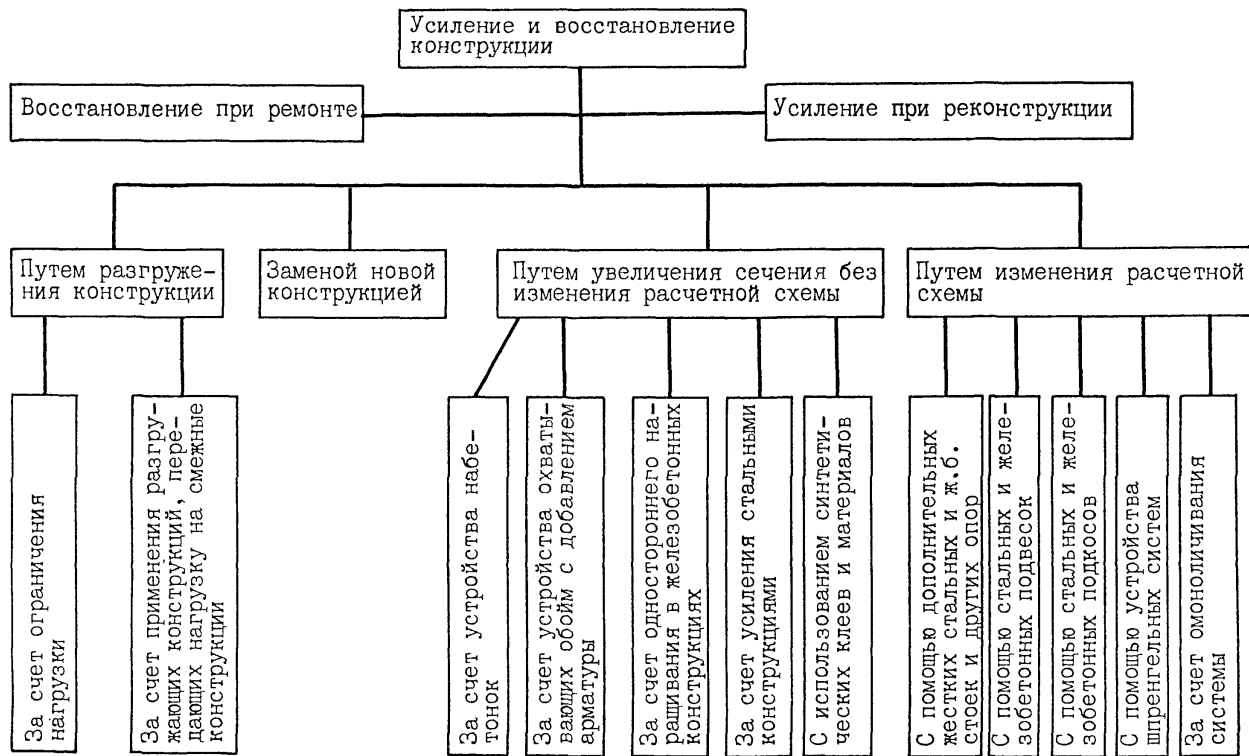 Усиление и восстановление
конструкции
Восстановление при ремонте
Усиление при реконструкции
Путем разгруже-
ния конструкции
Заменой новой
конструкцией
Путем увеличения сечения без
изменения расчетной схемы
Путем изменения расчетной
схемы
За счет ограничения
нагрузки
За счет применения разгру-
жающих конструкций, пере-
дающих нагрузку на смежные
конструкции
За счет устройства набе-
тонок
За счет устройства охваты-
вающих обойм с добавлением
арматуры
За счет одностороннего на-
ращивания в железобетонных
конструкциях
За счет усиления стальными
конструкциями
С использованием синтети-
ческих клеев и материалов
С помощью дополнительных
жестких стальных и ж.б.
стоек и других опор
С помощью стальных и желе-
зобетонных подвесок
С помощью стальных и желе-
зобетонных подкосов
С помощью устройства
шпренгельных систем
За счет омоноличивания
системы